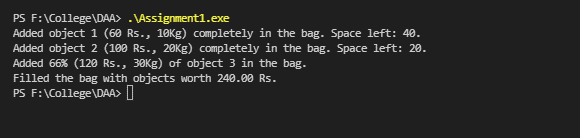 PS F:\College\DAA> .\Assignment1.exe
Added object 1 (60 Rs., 10Kg) completely in the bag. Space left: 40.
Added object 2 (100 Rs., 20Kg) completely in the bag. Space left: 20.
Added 66% (120 Rs., 30Kg) of object 3 in the bag.
Filled the bag with objects worth 240.00 Rs.
PS F:\College\DAA>